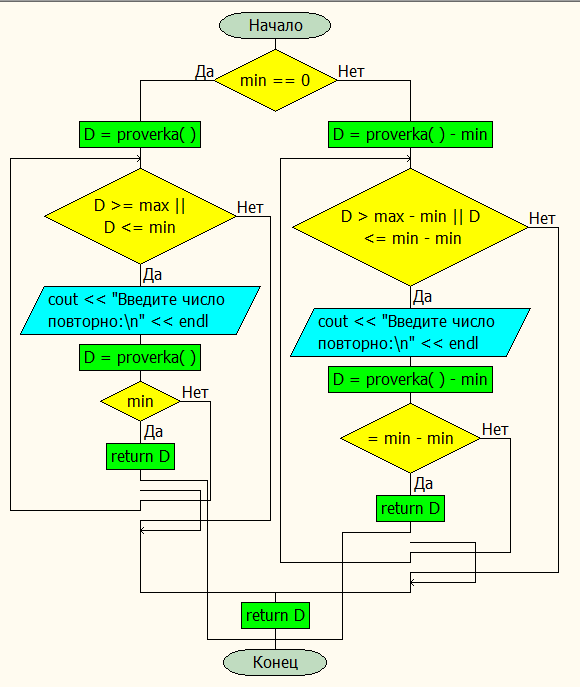 Начало
Да
Нет
min == 0
D = proverka( )
D = proverka( ) - min
D >= max ||
D <= min
Нет
D > max - min || D
<= min - min
Нет
Да
Да
cout << "Введите число
повторно:\n" << endl
cout << "Введите число
повторно:\n" << endl
D = proverka( )
D = proverka( ) - min
min
Нет
Да
= min - min
Нет
Да
return D
return D
return D
Конец